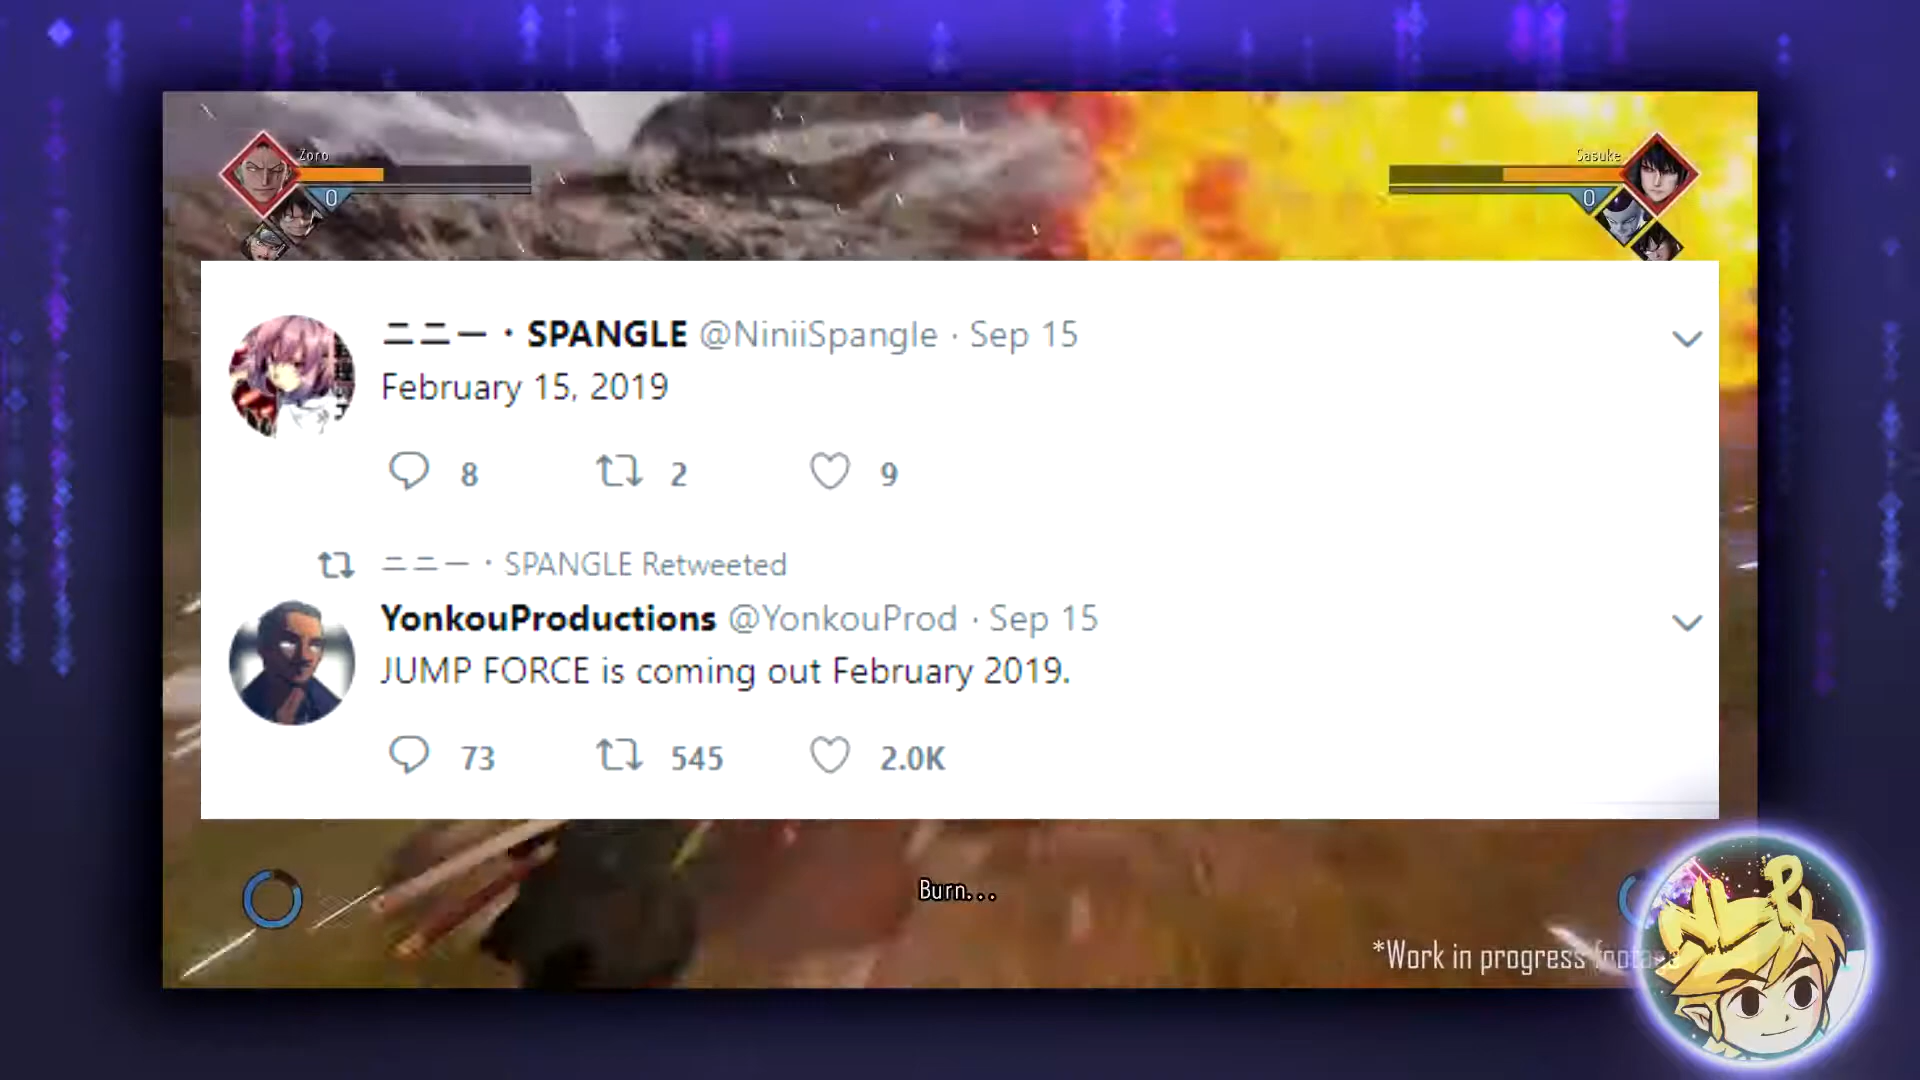 Zoro
0
Sasuke
0
ニニー・SPANGLE @NiniiSpangle · Sep 15
February 15, 2019
8 2 9
ニニー・SPANGLE Retweeted
YonkouProductions @YonkouProd · Sep 15
JUMP FORCE is coming out February 2019.
73 545 2.0K
Burn...
*Work in progress footage